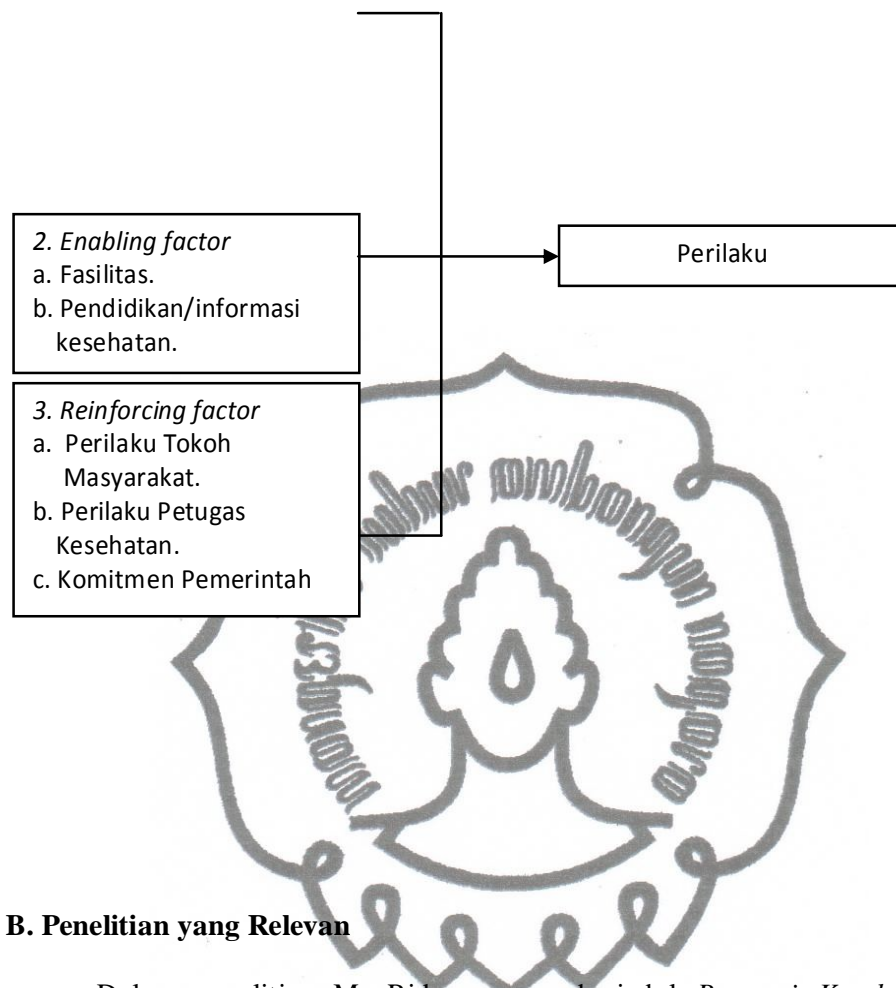 2. Enabling factor
a. Fasilitas.
b. Pendidikan/informasi
kesehatan.
Perilaku
3. Reinforcing factor
a. Perilaku Tokoh
Masyarakat.
b. Perilaku Petugas
Kesehatan.
c. Komitmen Pemerintah
B. Penelitian yang Relevan